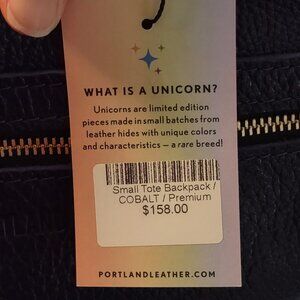 WHAT IS A UNICORN?
Unicorns are limited edition
pieces made in small batches from
leather hides with unique colors
and characteristics — a rare breed!
Small Tote Backpack /
COBALT / Premium
$158.00
PORTLANDLEATHER.COM